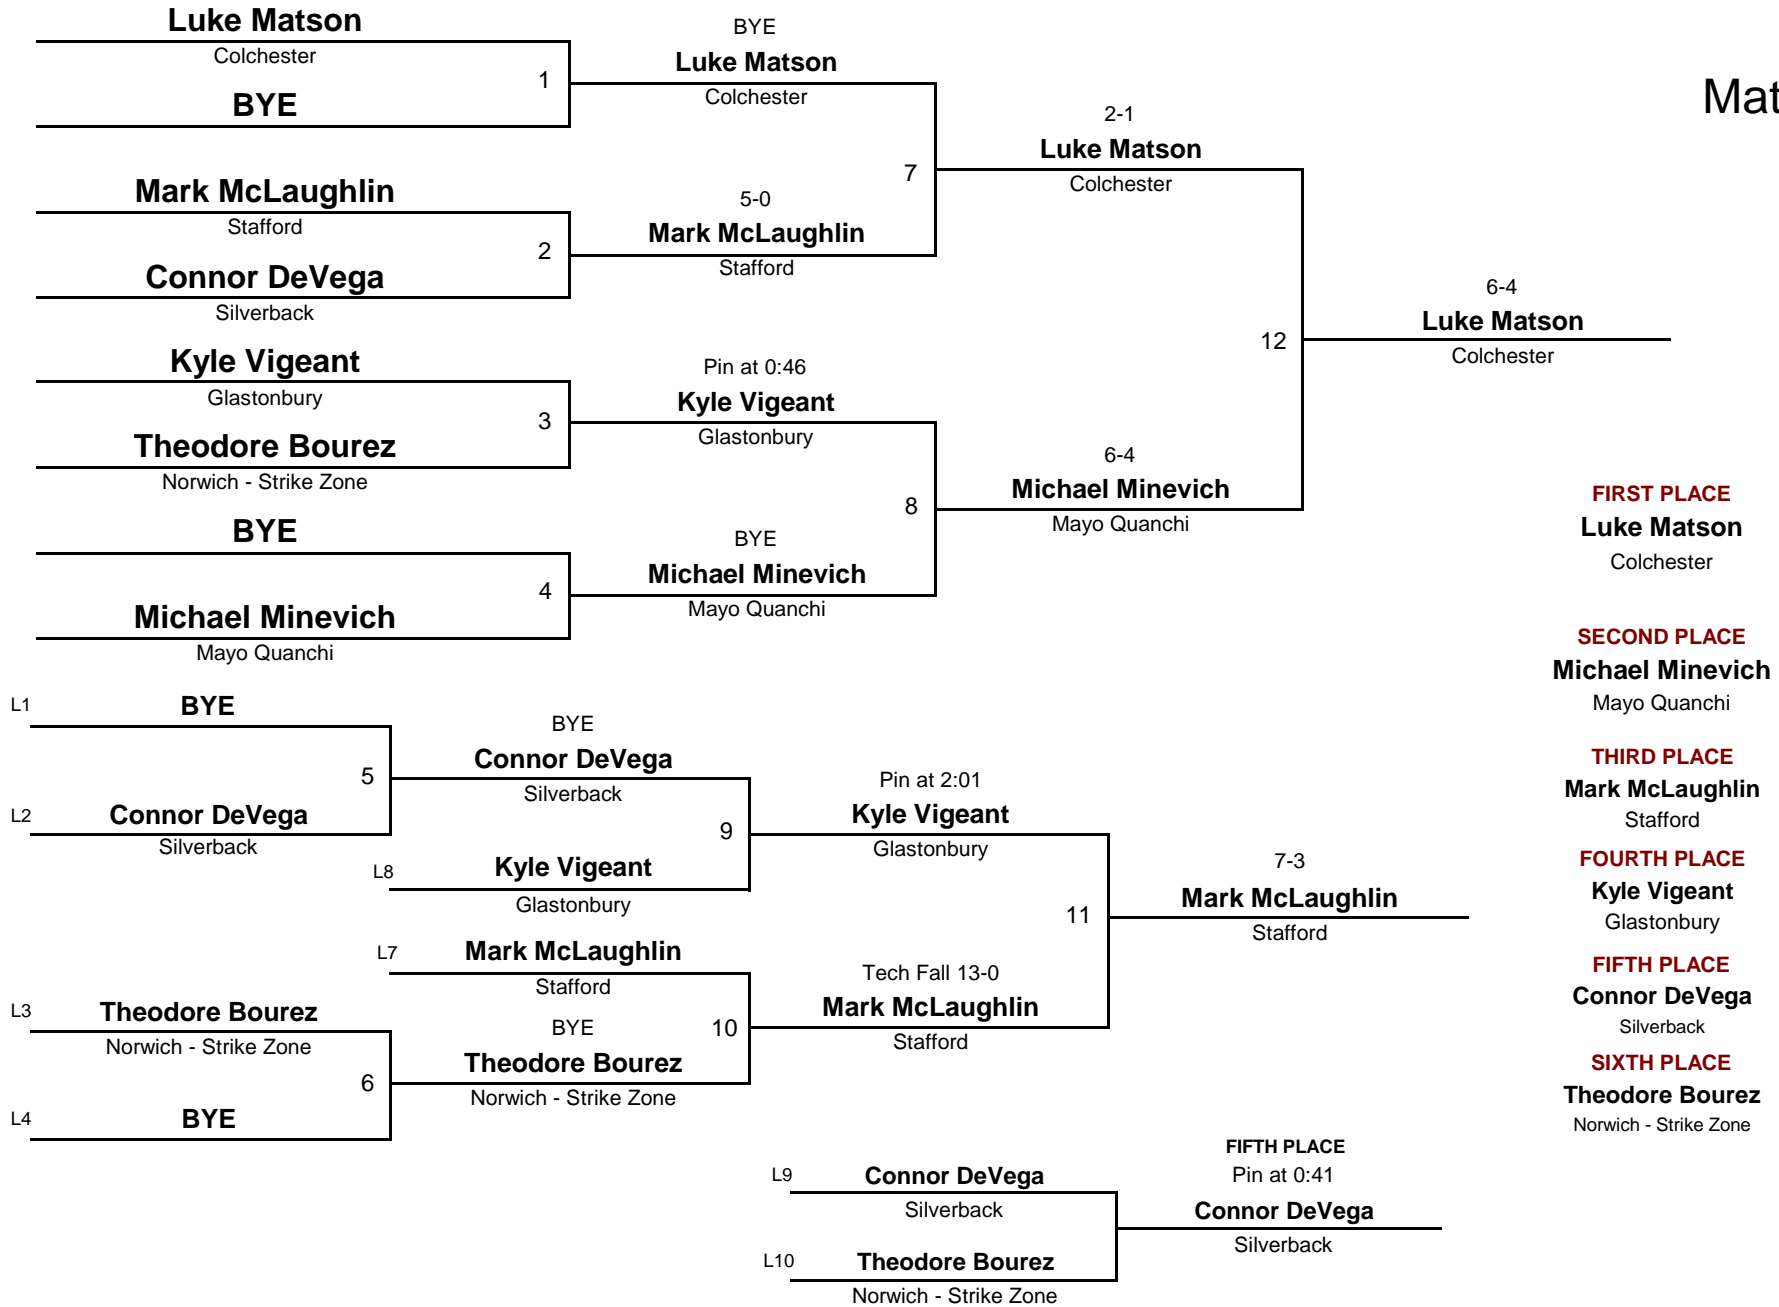 Luke Matson
Colchester
1
BYE
BYE
Luke Matson
Colchester
Mark McLaughlin
Stafford
2
Connor DeVega
Silverback
5-0
Mark McLaughlin
Stafford
7
Kyle Vigeant
Glastonbury
3
Theodore Bourez
Norwich - Strike Zone
Pin at 0:46
Kyle Vigeant
Glastonbury
BYE
4
Michael Minevich
Mayo Quanchi
BYE
Michael Minevich
Mayo Quanchi
8
2-1
Luke Matson
Colchester
6-4
Michael Minevich
Mayo Quanchi
12
6-4
Luke Matson
Colchester
Mat
L1
BYE
5
L2
Connor DeVega
Silverback
BYE
Connor DeVega
Silverback
9
L8
Kyle Vigeant
Glastonbury
L7
Mark McLaughlin
Stafford
L3
Theodore Bourez
Norwich - Strike Zone
6
L4
BYE
BYE
10
Theodore Bourez
Norwich - Strike Zone
Pin at 2:01
Kyle Vigeant
Glastonbury
11
Tech Fall 13-0
Mark McLaughlin
Stafford
7-3
Mark McLaughlin
Stafford
L9
Connor DeVega
Silverback
L10
Theodore Bourez
Norwich - Strike Zone
FIFTH PLACE
Pin at 0:41
Connor DeVega
Silverback
FIRST PLACE
Luke Matson
Colchester
SECOND PLACE
Michael Minevich
Mayo Quanchi
THIRD PLACE
Mark McLaughlin
Stafford
FOURTH PLACE
Kyle Vigeant
Glastonbury
FIFTH PLACE
Connor DeVega
Silverback
SIXTH PLACE
Theodore Bourez
Norwich - Strike Zone